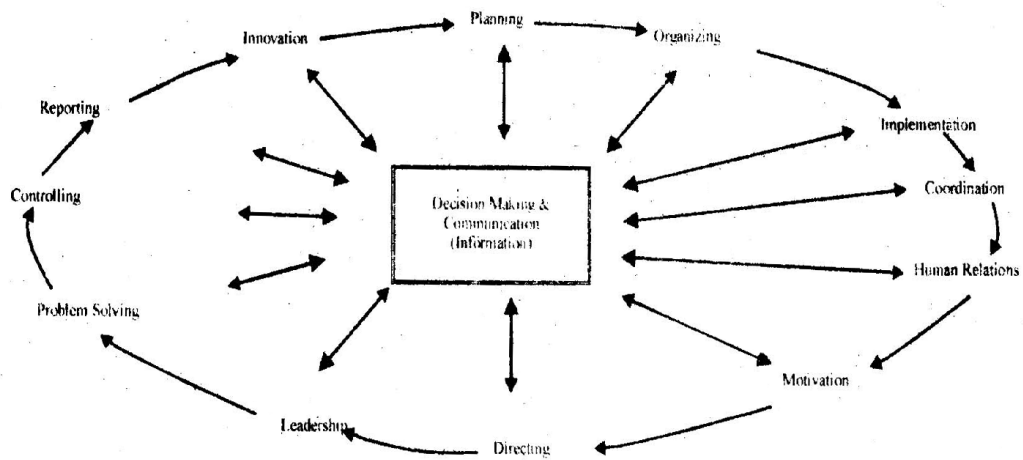 Planning
Innovation
Organizing
Reporting
Implementation
Controlling
Coordination
Decision Making &
Communication
(Information)
Human Relations
Problem Solving
Motivation
Leadership
Directing